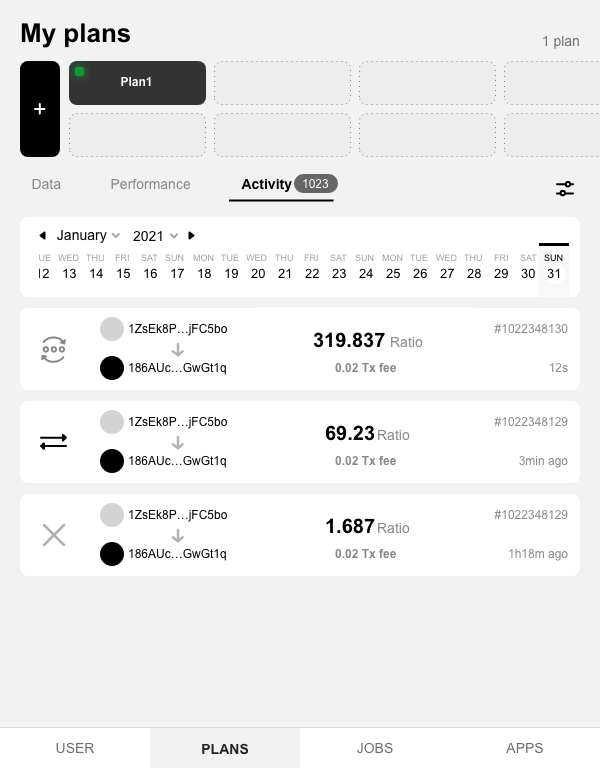 My plans
1 plan
+
Plan1
Data Performance Activity 1023
January 2021
UE WED THU FRI SAT SUN MON TUE WED THU FRI SAT SUN MON TUE WED THU FRI SAT SUN
12 13 14 15 16 17 18 19 20 21 22 23 24 25 26 27 28 29 30 31
1ZsEk8P...jFC5bo
319.837 Ratio
#1022348130
186AUc...GwGt1q
0.02 Tx fee
12s
1ZsEk8P...jFC5bo
69.23 Ratio
#1022348129
186AUc...GwGt1q
0.02 Tx fee
3min ago
1ZsEk8P...jFC5bo
1.687 Ratio
#1022348129
186AUc...GwGt1q
0.02 Tx fee
1h18m ago
USER PLANS JOBS APPS